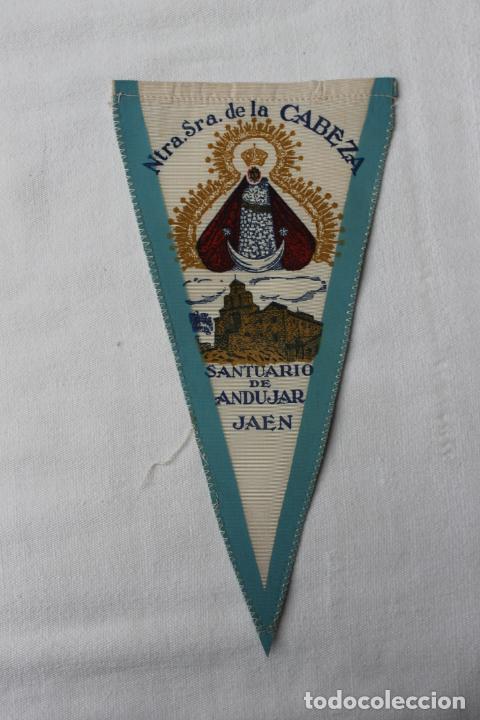 Ntra. Sra. de la CABEZA
SANTUARIO
DE
ANDUJAR
JAEN
todocoleccion